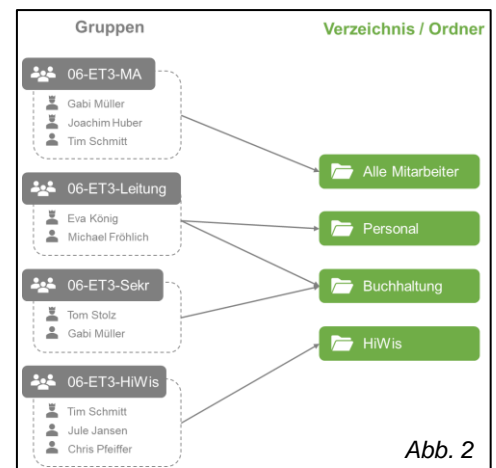 Gruppen
Verzeichnis / Ordner
06-ET3-MA
Gabi Müller
Joachim Huber
Tim Schmitt
Alle Mitarbeiter
06-ET3-Leitung
Eva König
Michael Fröhlich
Personal
06-ET3-Sekr
Tom Stolz
Gabi Müller
Buchhaltung
HiWis
06-ET3-HiWis
Tim Schmitt
Jule Jansen
Chris Pfeiffer
Abb. 2